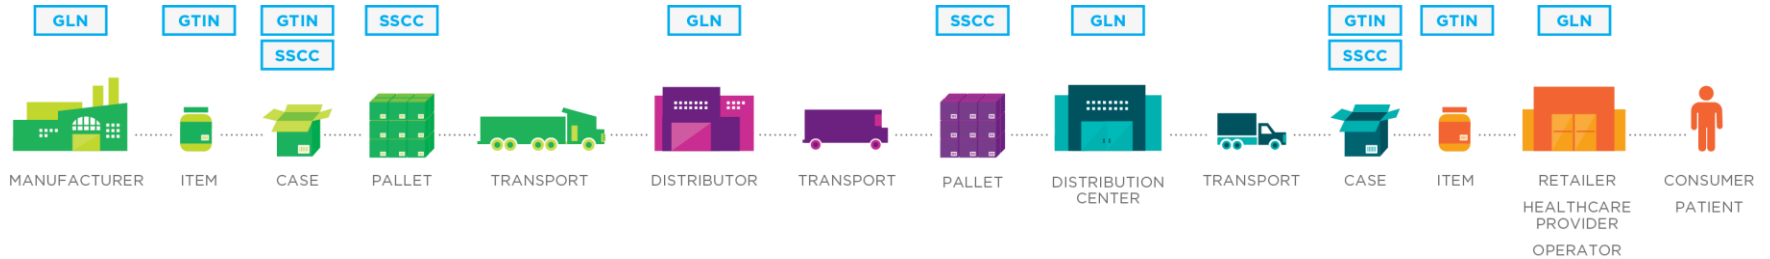 GLN
GTIN
GTIN
SSCC
SSCC
GLN
SSCC
GLN
GTIN
SSCC
GTIN
GLN
MANUFACTURER
ITEM
CASE
PALLET
TRANSPORT
DISTRIBUTOR
TRANSPORT
PALLET
DISTRIBUTION
CENTER
TRANSPORT
CASE
ITEM
RETAILER
HEALTHCARE
PROVIDER
OPERATOR
CONSUMER
PATIENT